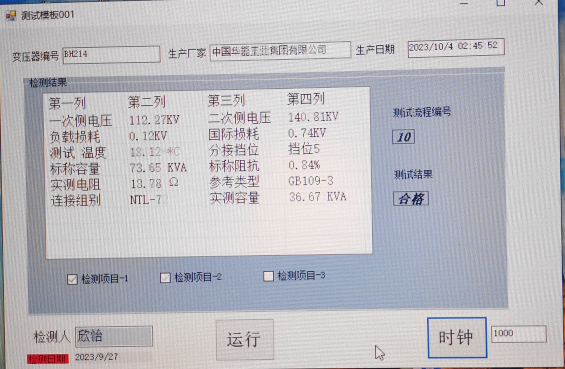 测试模板001
变压器编号 BH214 生产厂家 中国华能工业集团有限公司 生产日期 2023/10/4 02:45:52
检测结果
第一列 第二列 第三列 第四列
一次侧电压 112.27KV 二次侧电压 140.81KV
负载损耗 0.12KV 国际损耗 0.74KV
测试 温度 18.12 *C 分接挡位 挡位5
标称容量 73.65 KVA 标称阻抗 0.84%
实测电阻 13.78 Ω 参考类型 GB109-3
连接组别 NTL-7 实测容量 36.67 KVA
测试流程编号
10
测试结果
合格
检测项目-1 检测项目-2 检测项目-3
检测人 欣怡 运行 时钟 1000
检测日期 2023/9/27